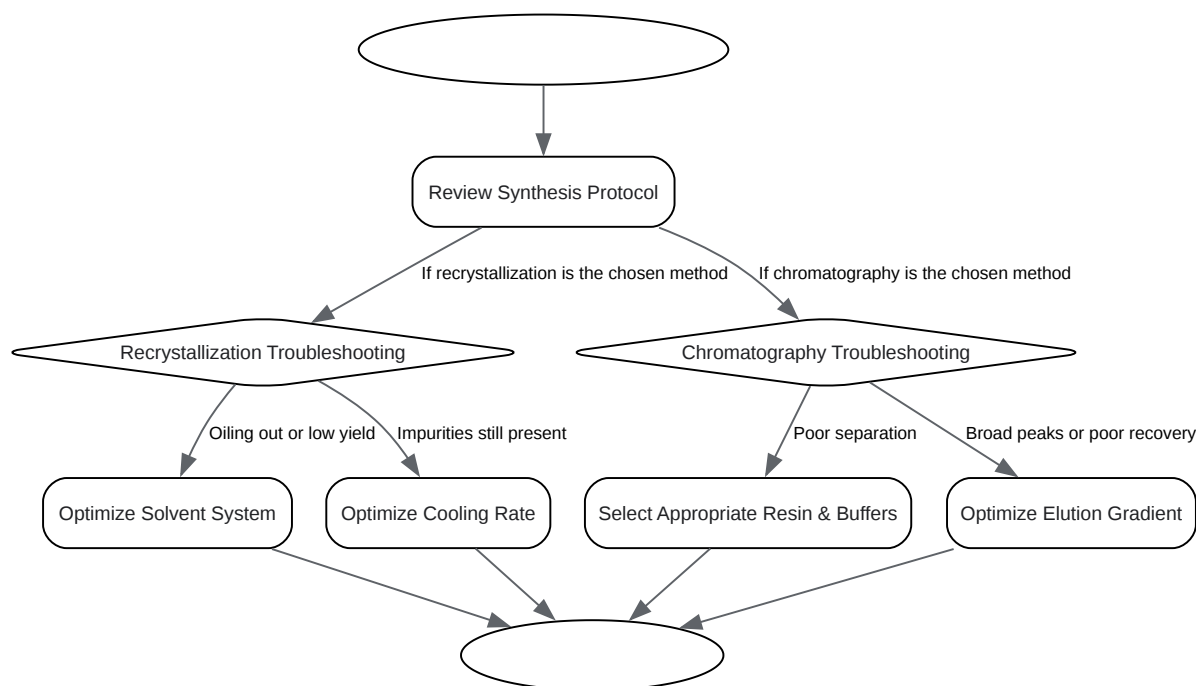 Review Synthesis Protocol
If recrystallization is the chosen method
If chromatography is the chosen method
Recrystallization Troubleshooting
Chromatography Troubleshooting
Oiling out or low yield
Impurities still present
Poor separation
Broad peaks or poor recovery
Optimize Solvent System
Optimize Cooling Rate
Select Appropriate Resin & Buffers
Optimize Elution Gradient